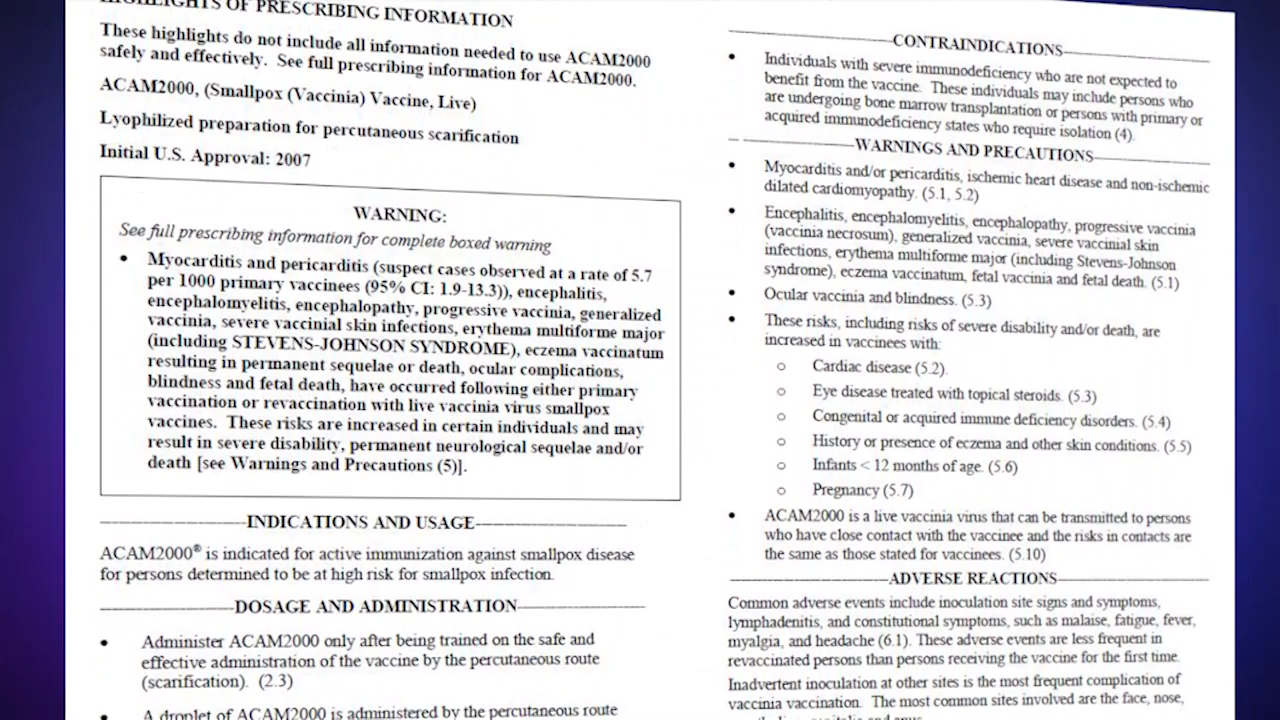 HIGHLIGHTS OF PRESCRIBING INFORMATION
These highlights do not include all information needed to use ACAM2000
safely and effectively. See full prescribing information for ACAM2000.
ACAM2000, (Smallpox (Vaccinia) Vaccine, Live)
Lyophilized preparation for percutaneous scarification
Initial U.S. Approval: 2007
WARNING:
See full prescribing information for complete boxed warning
• Myocarditis and pericarditis (suspect cases observed at a rate of 5.7
per 1000 primary vaccinees (95% CI: 1.9-13.3)), encephalitis,
encephalomyelitis, encephalopathy, progressive vaccinia, generalized
vaccinia, severe vaccinial skin infections, erythema multiforme major
(including STEVENS-JOHNSON SYNDROME), eczema vaccinatum
resulting in permanent sequelae or death, ocular complications,
blindness and fetal death, have occurred following either primary
vaccination or revaccination with live vaccinia virus smallpox
vaccines. These risks are increased in certain individuals and may
result in severe disability, permanent neurological sequelae and/or
death [see Warnings and Precautions (5)].
INDICATIONS AND USAGE
ACAM2000® is indicated for active immunization against smallpox disease
for persons determined to be at high risk for smallpox infection.
DOSAGE AND ADMINISTRATION
• Administer ACAM2000 only after being trained on the safe and
effective administration of the vaccine by the percutaneous route
(scarification). (2.3)
• A droplet of ACAM2000 is administered by the percutaneous route
CONTRAINDICATIONS
• Individuals with severe immunodeficiency who are not expected to
benefit from the vaccine. These individuals may include persons who
are undergoing bone marrow transplantation or persons with primary or
acquired immunodeficiency states who require isolation (4).
WARNINGS AND PRECAUTIONS
• Myocarditis and/or pericarditis, ischemic heart disease and non-ischemic
dilated cardiomyopathy. (5.1, 5.2)
• Encephalitis, encephalomyelitis, encephalopathy, progressive vaccinia
(vaccinia necrosum), generalized vaccinia, severe vaccinial skin
infections, erythema multiforme major (including Stevens-Johnson
syndrome), eczema vaccinatum, fetal vaccinia and fetal death. (5.1)
• Ocular vaccinia and blindness. (5.3)
• These risks, including risks of severe disability and/or death, are
increased in vaccinees with:
o Cardiac disease (5.2).
o Eye disease treated with topical steroids. (5.3)
o Congenital or acquired immune deficiency disorders. (5.4)
o History or presence of eczema and other skin conditions. (5.5)
o Infants < 12 months of age. (5.6)
o Pregnancy (5.7)
• ACAM2000 is a live vaccinia virus that can be transmitted to persons
who have close contact with the vaccinee and the risks in contacts are
the same as those stated for vaccinees. (5.10)
ADVERSE REACTIONS
Common adverse events include inoculation site signs and symptoms,
lymphadenitis, and constitutional symptoms, such as malaise, fatigue, fever,
myalgia, and headache (6.1). These adverse events are less frequent in
revaccinated persons than persons receiving the vaccine for the first time.
Inadvertent inoculation at other sites is the most frequent complication of
vaccinia vaccination. The most common sites involved are the face, nose,